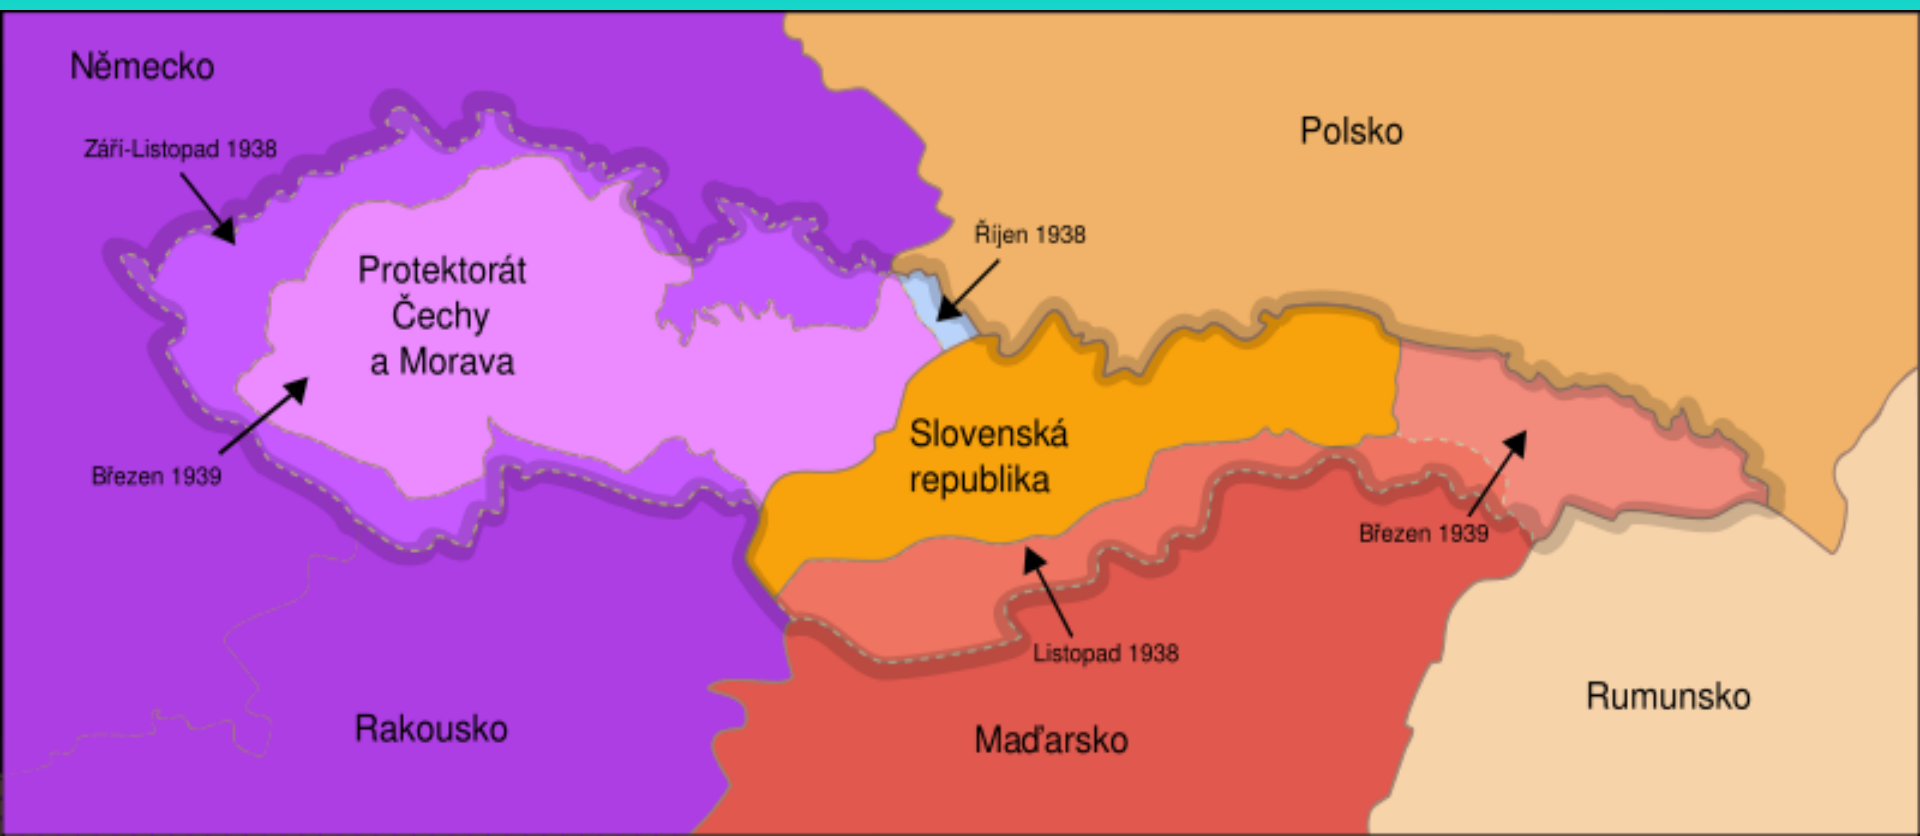 Německo
Polsko
Září-Listopad 1938
Říjen 1938
Protektorát
Čechy
a Morava
Slovenská
republika
Březen 1939
Březen 1939
Listopad 1938
Rumunsko
Rakousko
Maďarsko